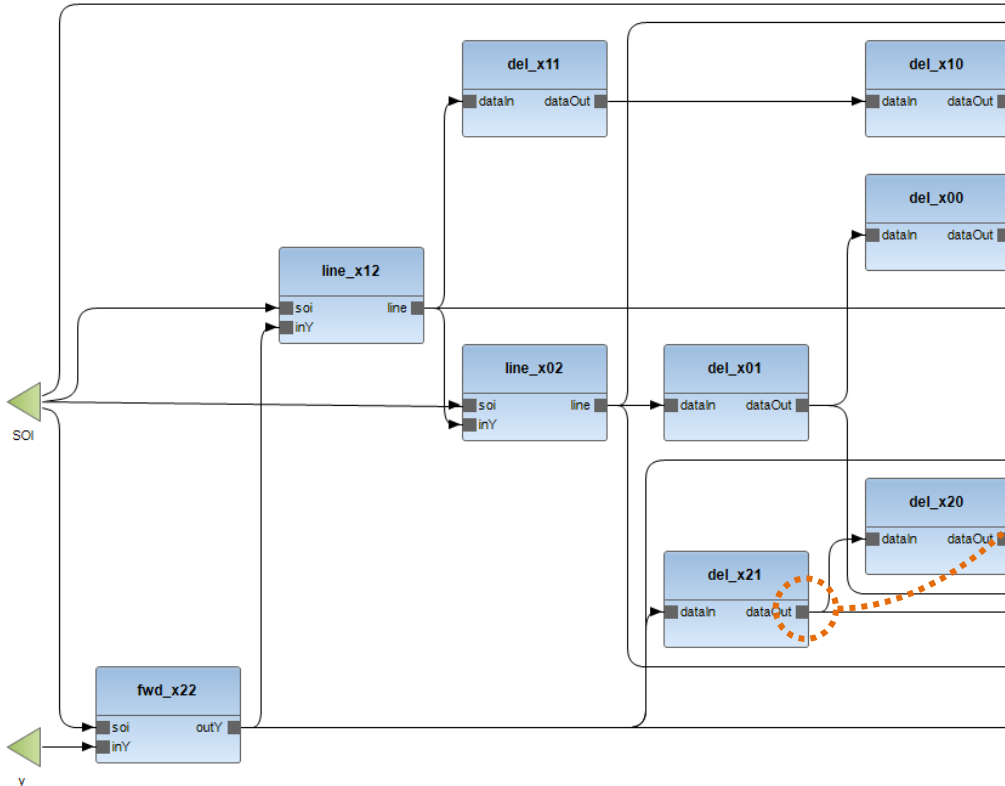 del_x11
dataIn dataOut
del_x10
dataIn dataOut
del_x00
dataIn dataOut
line_x12
soi line
inY
line_x02
soi line
inY
del_x01
dataIn dataOut
SOI
del_x20
dataIn dataOut
del_x21
dataIn dataOut
fwd_x22
soi outY
inY
v